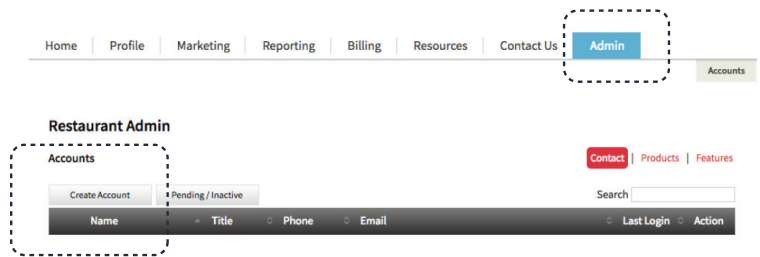 Home Profile Marketing Reporting Billing Resources Contact Us Admin
Accounts
Restaurant Admin
Accounts Contact | Products | Features
Create Account Pending / Inactive Search
Name Title Phone Email Last Login Action